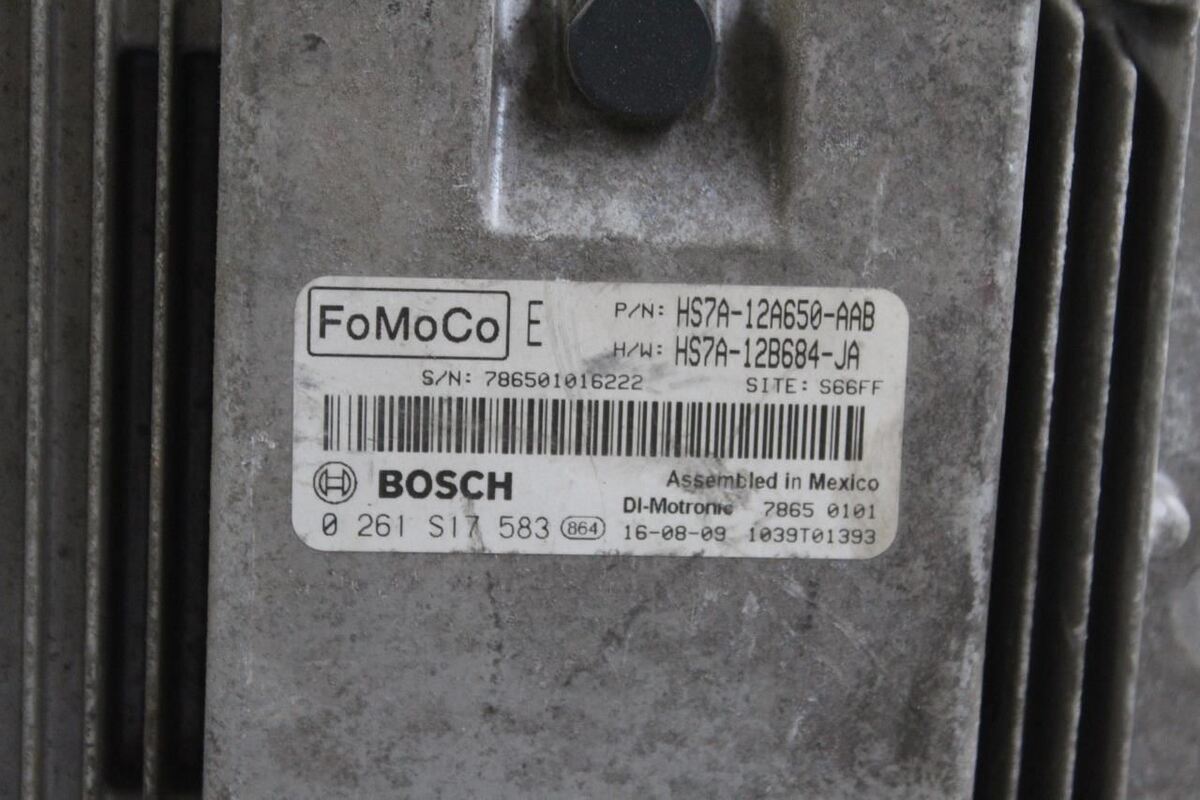 FoMoCo E P/N: HS7A-12A650-AAB
H/W: HS7A-12B684-JA
S/N: 786501016222 SITE: S66FF
BOSCH Assembled in Mexico
DI-Motronic 7865 0101
0 261 S17 583 864 16-08-09 1039T01393